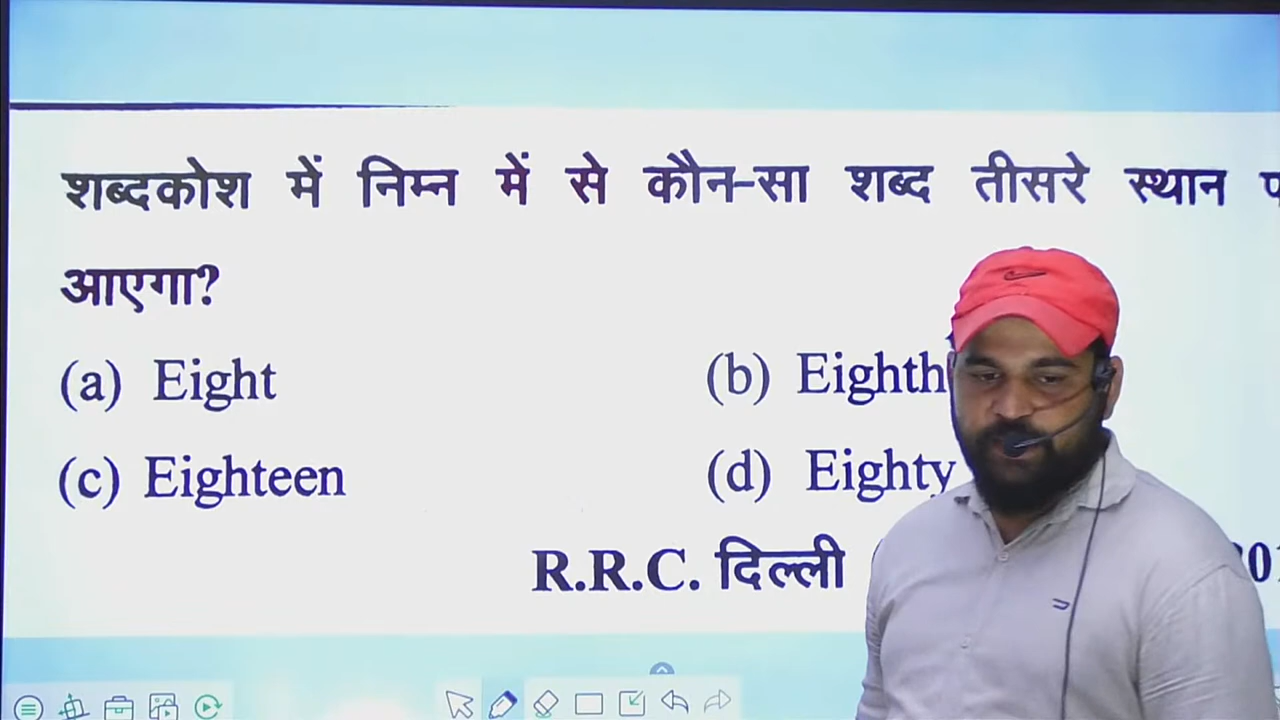 शब्दकोश में निम्न में से कौन-सा शब्द तीसरे स्थान
आएगा?
(a) Eight
(b) Eighth
(c) Eighteen
(d) Eighty
R.R.C. दिल्ली